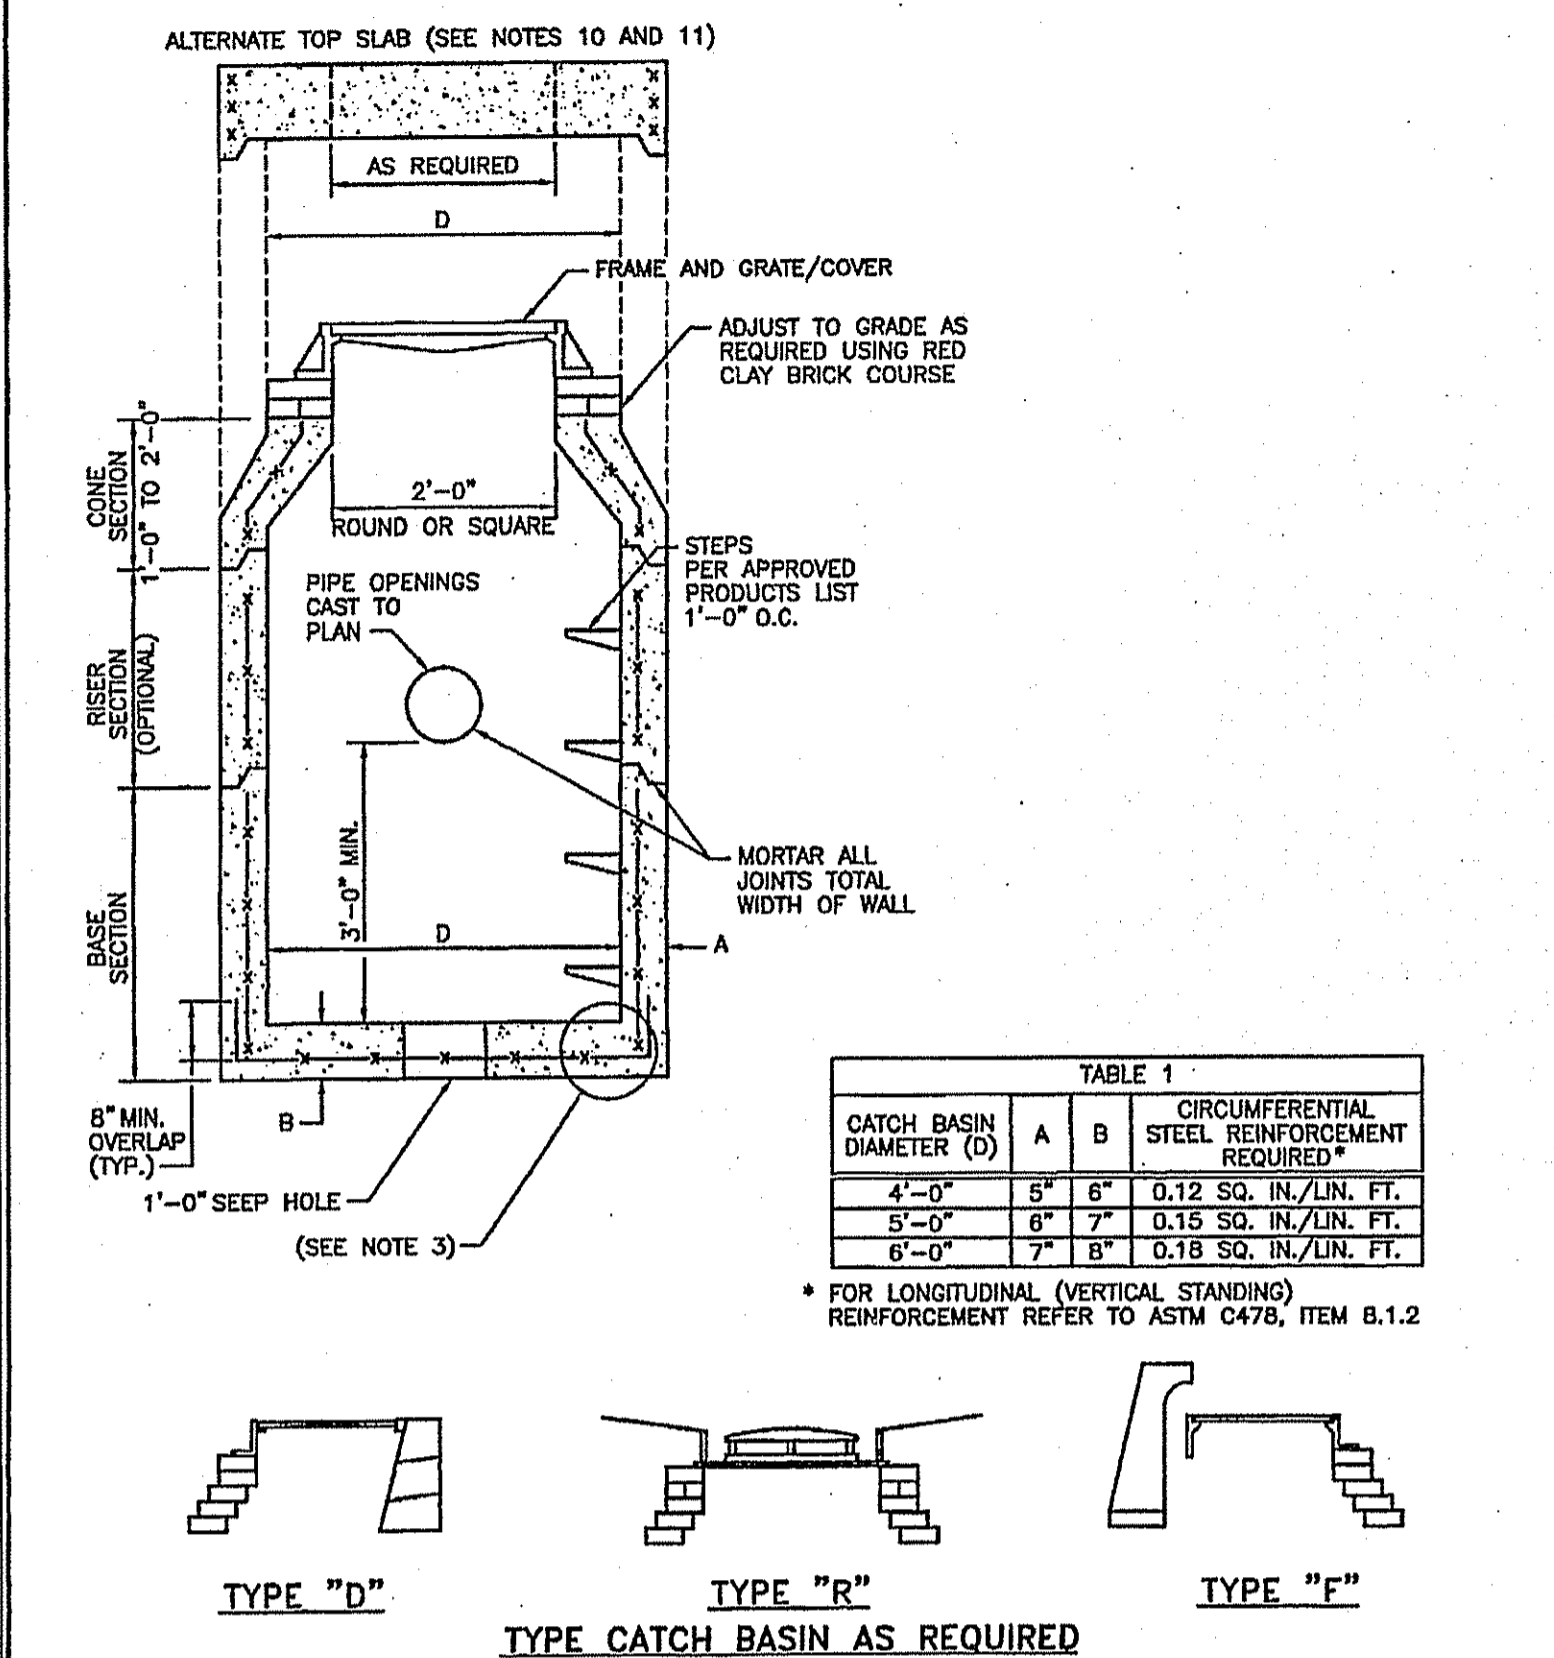 ALTERNATE TOP SLAB (SEE NOTES 10 AND 11)
AS REQUIRED
D
FRAME AND GRATE/COVER
ADJUST TO GRADE AS
REQUIRED USING RED
CLAY BRICK COURSE
CONE
SECTION
1'-0" TO 2'-0"
2'-0"
ROUND OR SQUARE
STEPS
PER APPROVED
PRODUCTS LIST
1'-0" O.C.
PIPE OPENINGS
CAST TO
PLAN
RISER
SECTION
(OPTIONAL)
MORTAR ALL
JOINTS TOTAL
WIDTH OF WALL
3'-0" MIN.
BASE
SECTION
D
A
B
8" MIN.
OVERLAP
(TYP.)
1'-0" SEEP HOLE
(SEE NOTE 3)
TABLE 1
CATCH BASIN
DIAMETER (D)
A
B
CIRCUMFERENTIAL
STEEL REINFORCEMENT
REQUIRED*
4'-0" 5" 6" 0.12 SQ. IN./LIN. FT.
5'-0" 6" 7" 0.15 SQ. IN./LIN. FT.
6'-0" 7" 8" 0.18 SQ. IN./LIN. FT.
* FOR LONGITUDINAL (VERTICAL STANDING)
REINFORCEMENT REFER TO ASTM C478, ITEM 8.1.2
TYPE "D"
TYPE "R"
TYPE "F"
TYPE CATCH BASIN AS REQUIRED